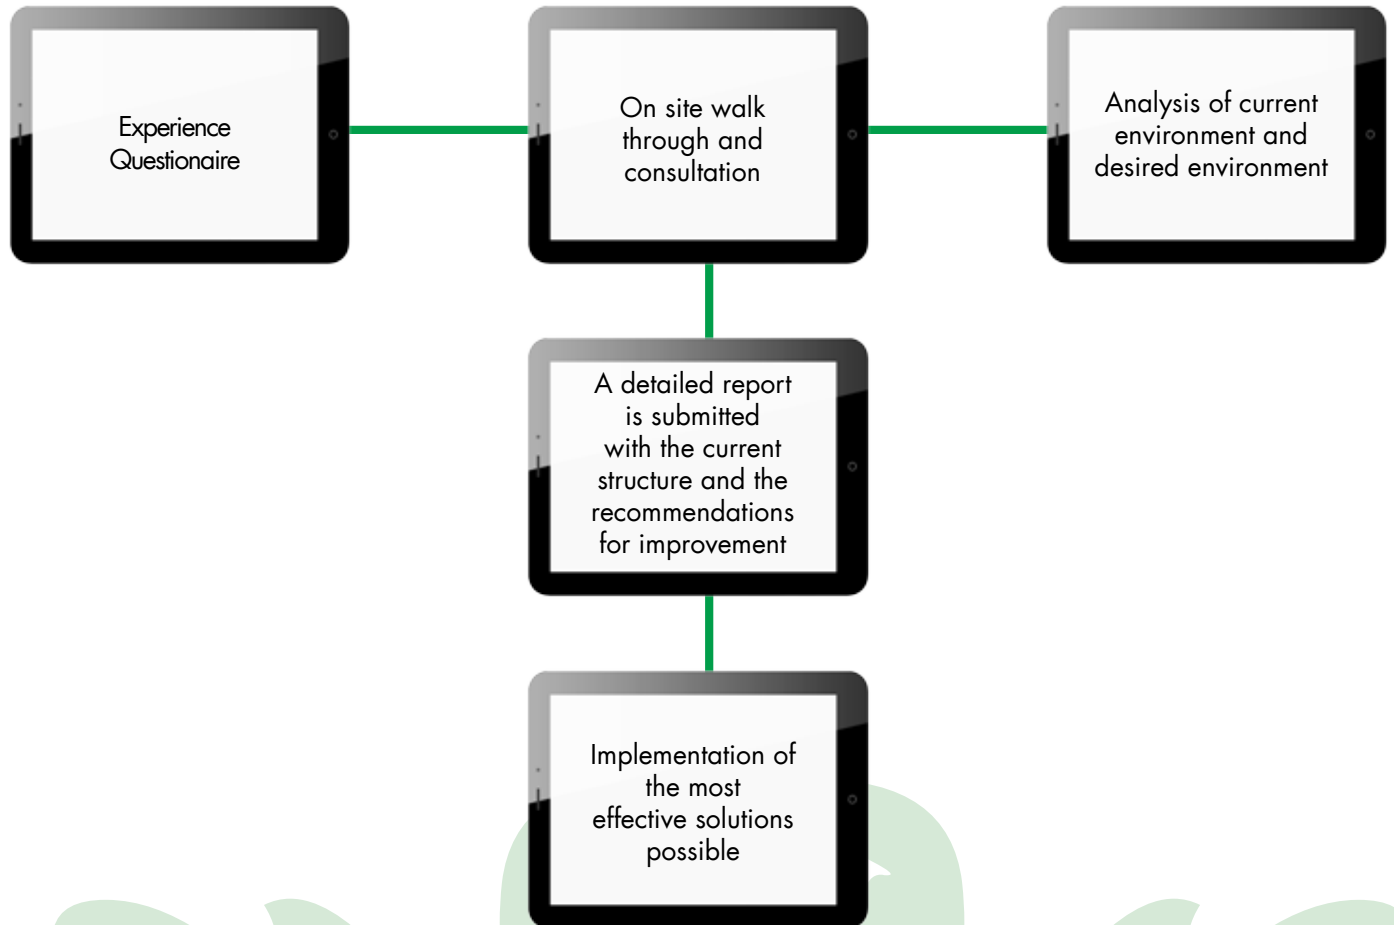 Experience
Questionaire
On site walk
through and
consultation
Analysis of current
environment and
desired environment
A detailed report
is submitted
with the current
structure and the
recommendations
for improvement
Implementation of
the most
effective solutions
possible